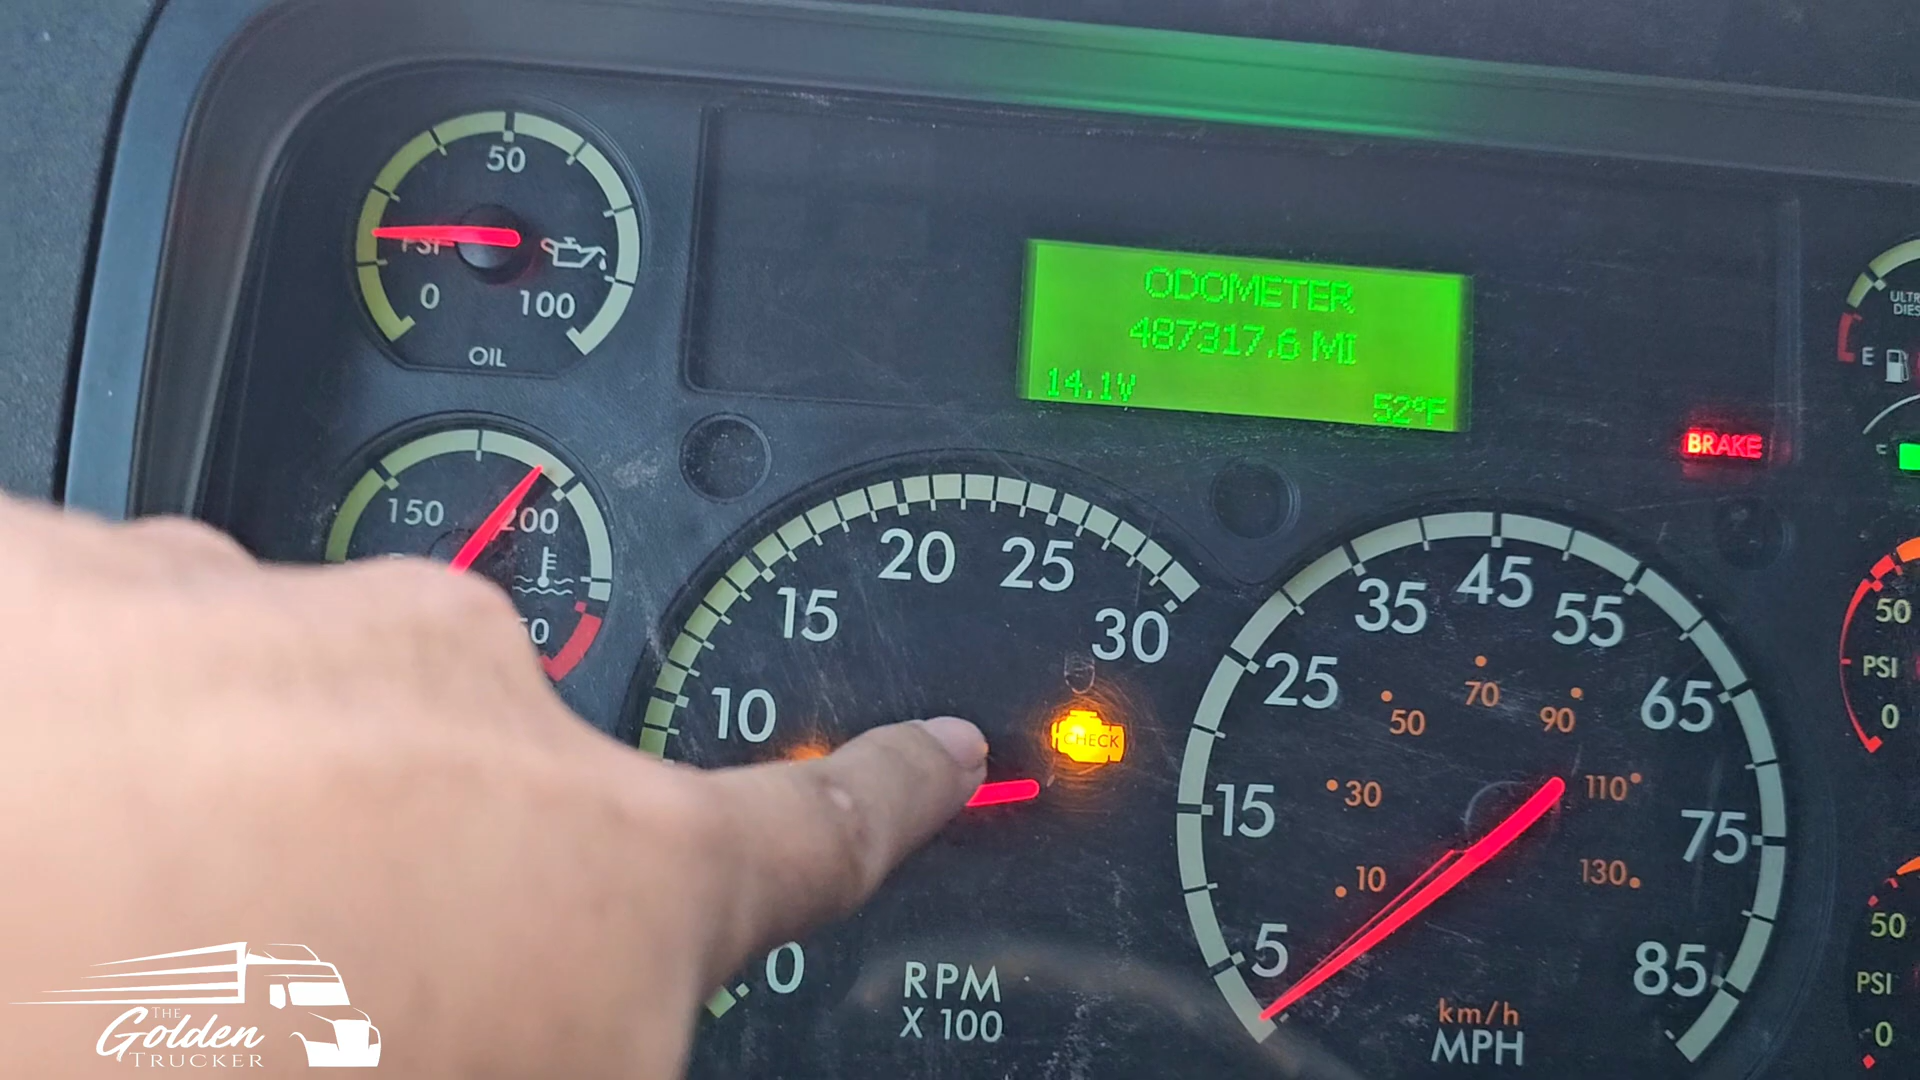 50
PSI
0 100
OIL
150 200
50
ODOMETER
487317.6 MI
14.1V 52°F
BRAKE
E
10 15 20 25 30
0
CHECK
RPM
X 100
5 15 25 35 45 55 65 75 85
10 30 50 70 90 110 130
km/h
MPH
50
PSI
0
50
PSI
0
THE
Golden
TRUCKER